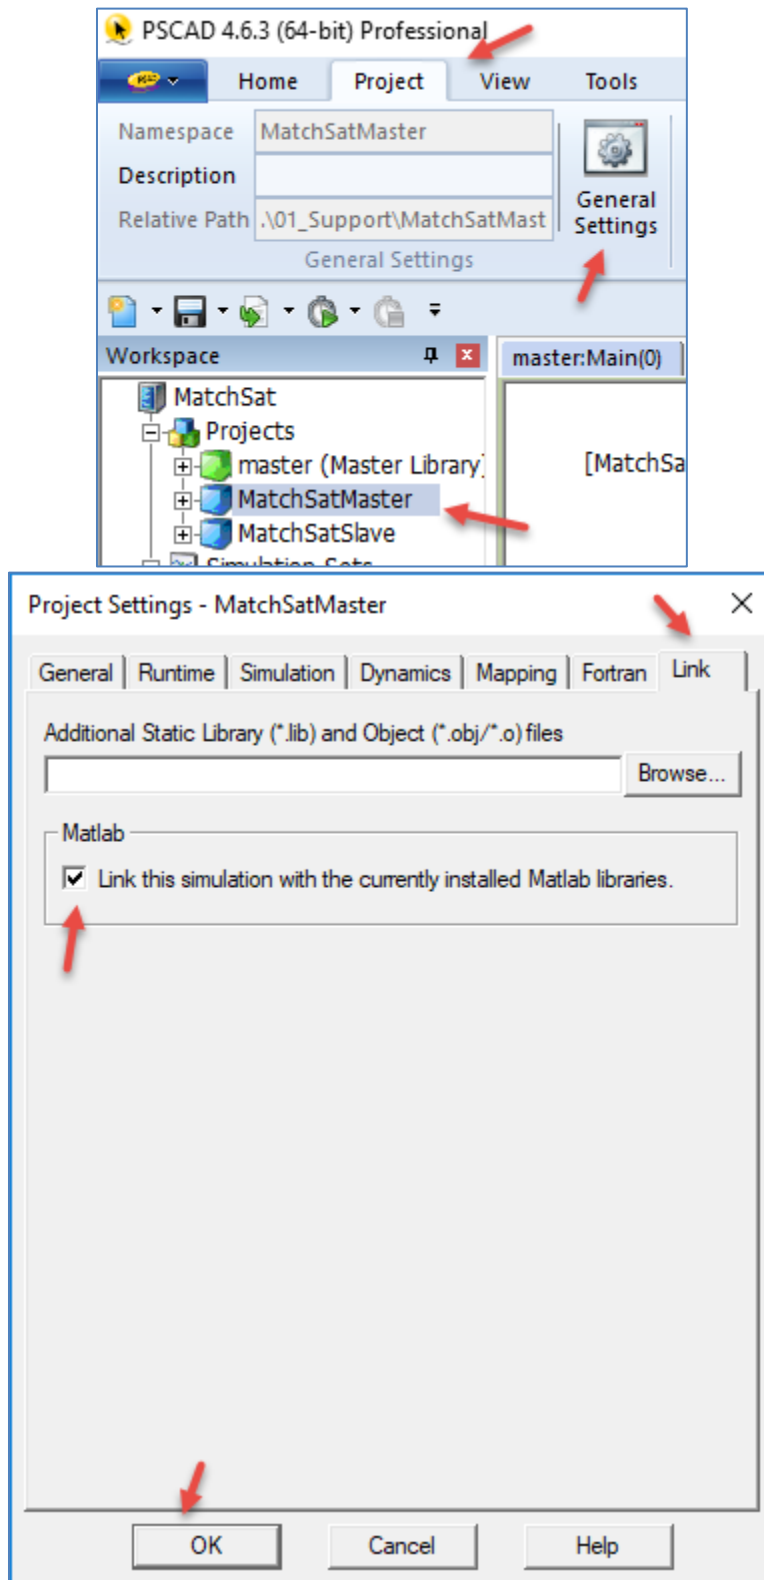 PSCAD 4.6.3 (64-bit) Professional
Home Project View Tools
Namespace MatchSatMaster
Description
Relative Path .\01_Support\MatchSatMast
General Settings
General Settings
Workspace
master:Main(0)
MatchSat
Projects
master (Master Library)
[MatchSa
MatchSatMaster
MatchSatSlave
Simulation Sets
Project Settings - MatchSatMaster
General Runtime Simulation Dynamics Mapping Fortran Link
Additional Static Library (*.lib) and Object (*.obj/*.o) files
Browse...
Matlab
Link this simulation with the currently installed Matlab libraries.
OK Cancel Help